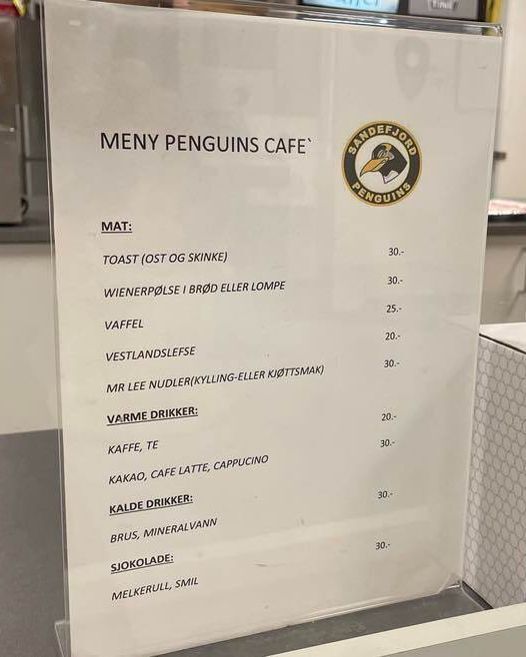 MENY PENGUINS CAFE`
SANDEFJORD
PENGUINS
MAT:
TOAST (OST OG SKINKE) 30.-
WIENERPØLSE I BRØD ELLER LOMPE 30.-
VAFFEL 25.-
VESTLANDSLEFSE 20.-
MR LEE NUDLER(KYLLING-ELLER KJØTTSMAK) 30.-
VARME DRIKKER:
KAFFE, TE 20.-
KAKAO, CAFE LATTE, CAPPUCINO 30.-
KALDE DRIKKER:
BRUS, MINERALVANN 30.-
SJOKOLADE:
MELKERULL, SMIL 30.-